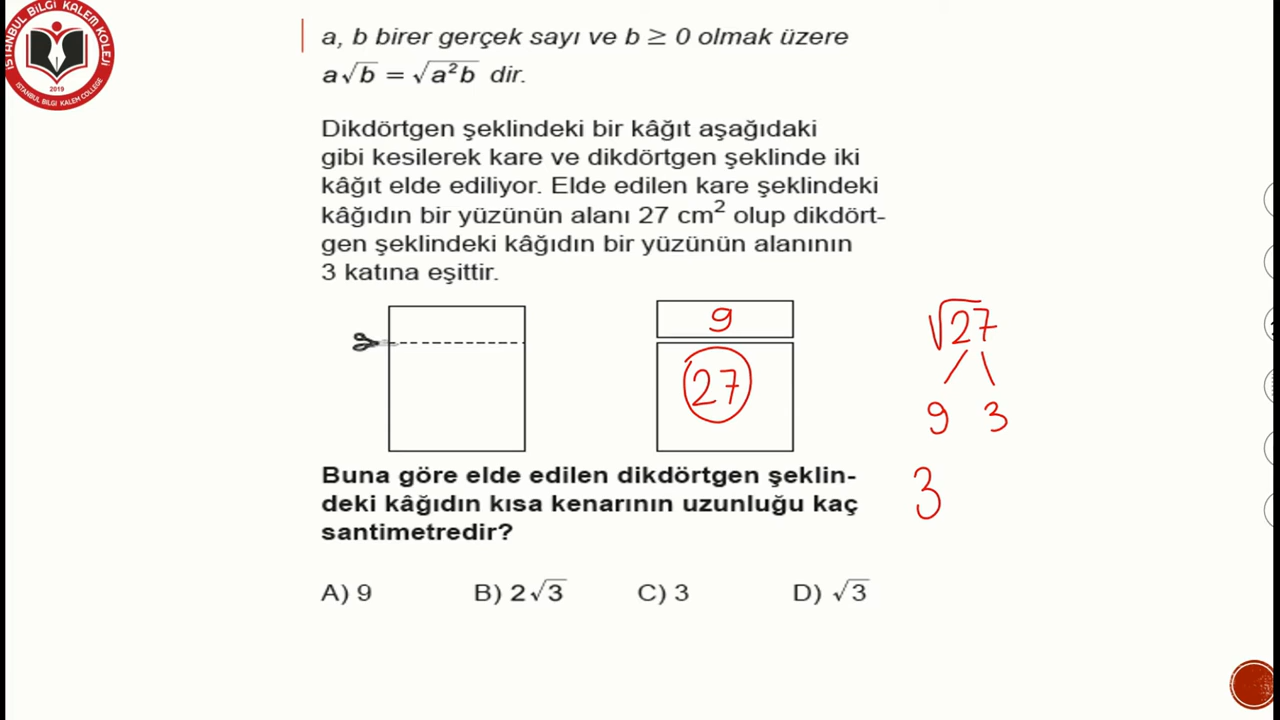 İSTANBUL BİLGİ KALEM KOLEJİ
2019
ISTANBUL BILGI KALEM COLLEGE
a, b birer gerçek sayı ve b ≥ 0 olmak üzere
a√b = √a²b dir.
Dikdörtgen şeklindeki bir kâğıt aşağıdaki
gibi kesilerek kare ve dikdörtgen şeklinde iki
kâğıt elde ediliyor. Elde edilen kare şeklindeki
kâğıdın bir yüzünün alanı 27 cm² olup dikdört-
gen şeklindeki kâğıdın bir yüzünün alanının
3 katına eşittir.
9
27
√27
9 3
3
Buna göre elde edilen dikdörtgen şeklin-
deki kâğıdın kısa kenarının uzunluğu kaç
santimetredir?
A) 9 B) 2√3 C) 3 D) √3